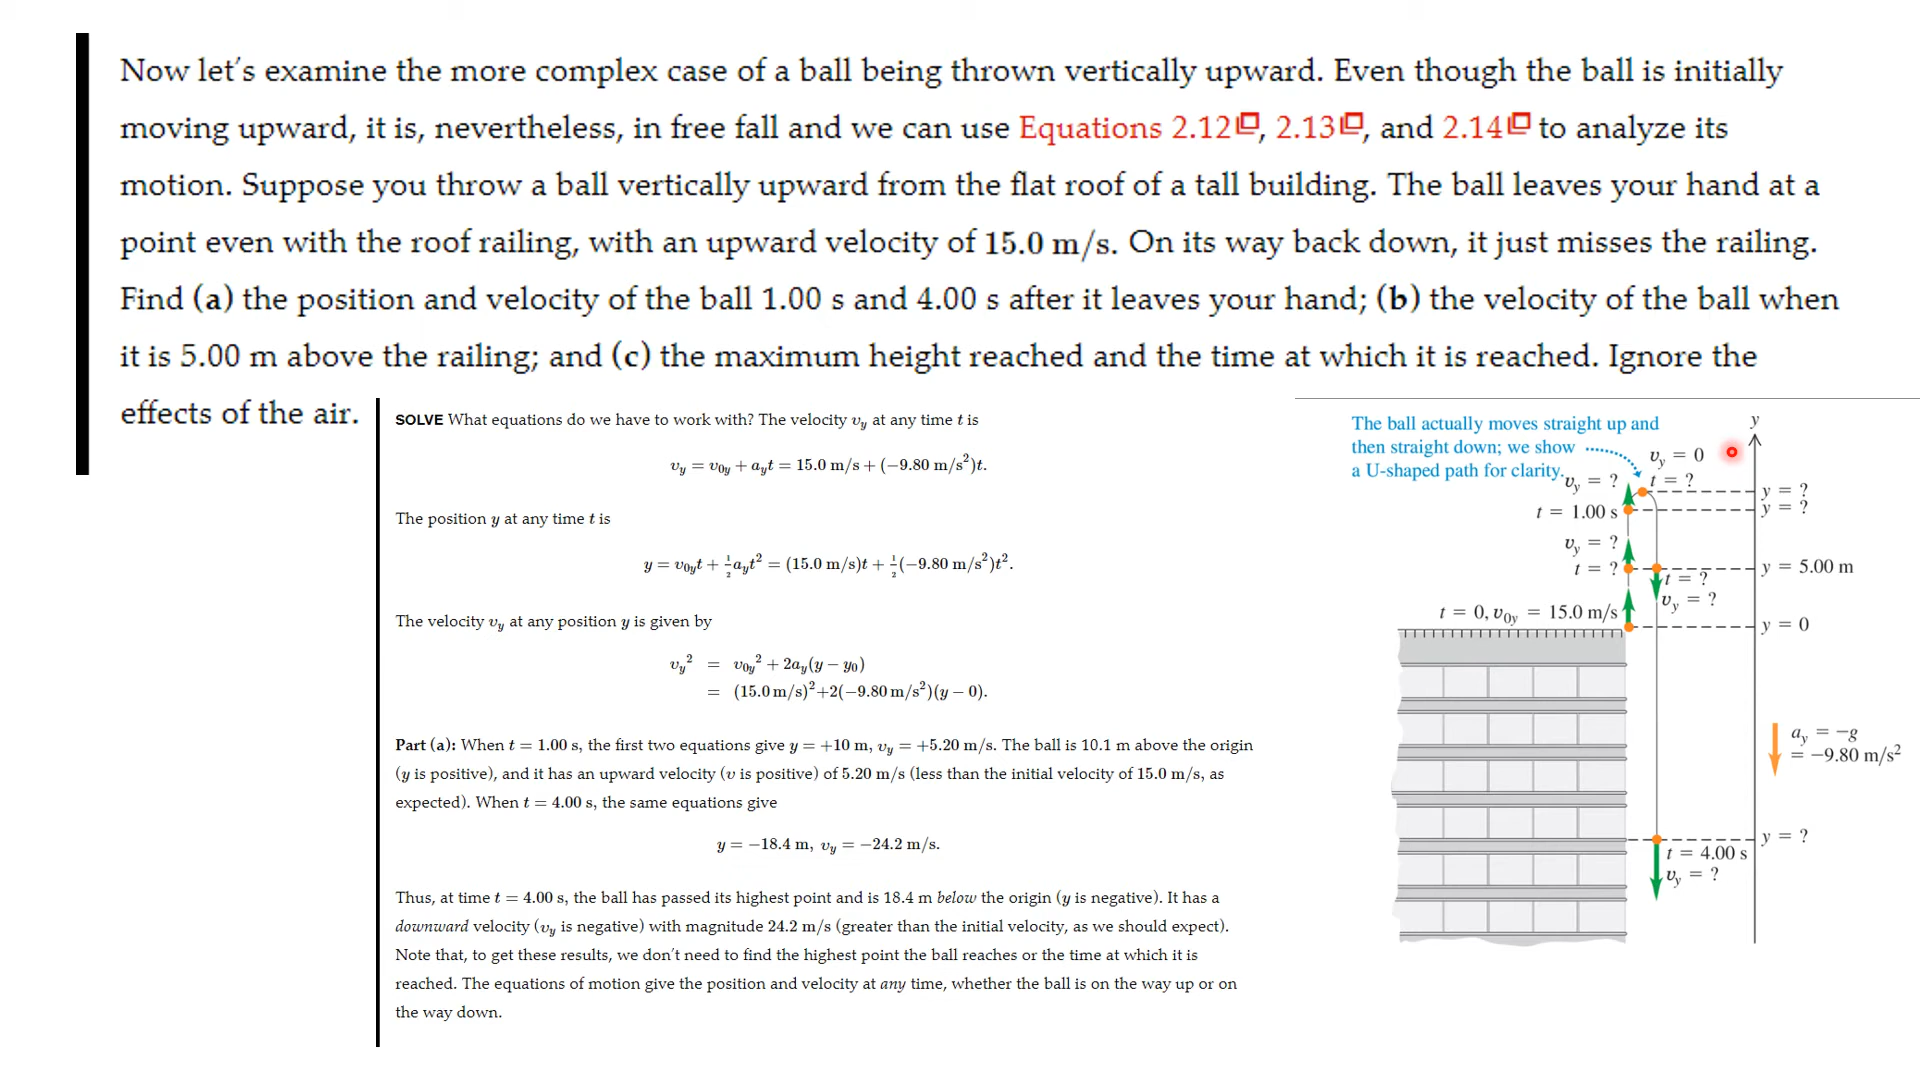 Now let's examine the more complex case of a ball being thrown vertically upward. Even though the ball is initially
moving upward, it is, nevertheless, in free fall and we can use Equations 2.12, 2.13, and 2.14 to analyze its
motion. Suppose you throw a ball vertically upward from the flat roof of a tall building. The ball leaves your hand at a
point even with the roof railing, with an upward velocity of 15.0 m/s. On its way back down, it just misses the railing.
Find (a) the position and velocity of the ball 1.00 s and 4.00 s after it leaves your hand; (b) the velocity of the ball when
it is 5.00 m above the railing; and (c) the maximum height reached and the time at which it is reached. Ignore the
effects of the air.
SOLVE What equations do we have to work with? The velocity v_y at any time t is
v_y = v_0y + a_y t = 15.0 m/s + (−9.80 m/s²)t.
The position y at any time t is
y = v_0y t + ½a_y t² = (15.0 m/s)t + ½(−9.80 m/s²)t².
The velocity v_y at any position y is given by
v_y² = v_0y² + 2a_y(y − y₀)
= (15.0 m/s)²+2(−9.80 m/s²)(y − 0).
Part (a): When t = 1.00 s, the first two equations give y = +10 m, v_y = +5.20 m/s. The ball is 10.1 m above the origin
(y is positive), and it has an upward velocity (v is positive) of 5.20 m/s (less than the initial velocity of 15.0 m/s, as
expected). When t = 4.00 s, the same equations give
y = −18.4 m, v_y = −24.2 m/s.
Thus, at time t = 4.00 s, the ball has passed its highest point and is 18.4 m below the origin (y is negative). It has a
downward velocity (v_y is negative) with magnitude 24.2 m/s (greater than the initial velocity, as we should expect).
Note that, to get these results, we don't need to find the highest point the ball reaches or the time at which it is
reached. The equations of motion give the position and velocity at any time, whether the ball is on the way up or on
the way down.
The ball actually moves straight up and
then straight down; we show
a U-shaped path for clarity.
y
v_y = 0
t = ?
y = ?
v_y = ?
t = 1.00 s
y = ?
v_y = ?
t = ?
t = ?
v_y = ?
y = 5.00 m
t = 0, v_0y = 15.0 m/s
y = 0
a_y = −g
= −9.80 m/s²
y = ?
t = 4.00 s
v_y = ?